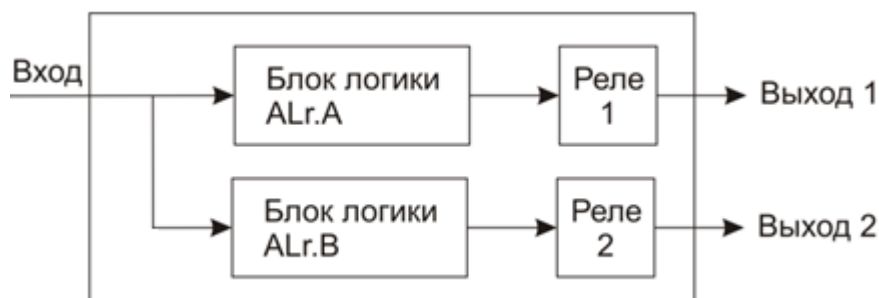 Вход
Блок логики
ALr.A
Реле
1
Выход 1
Блок логики
ALr.B
Реле
2
Выход 2